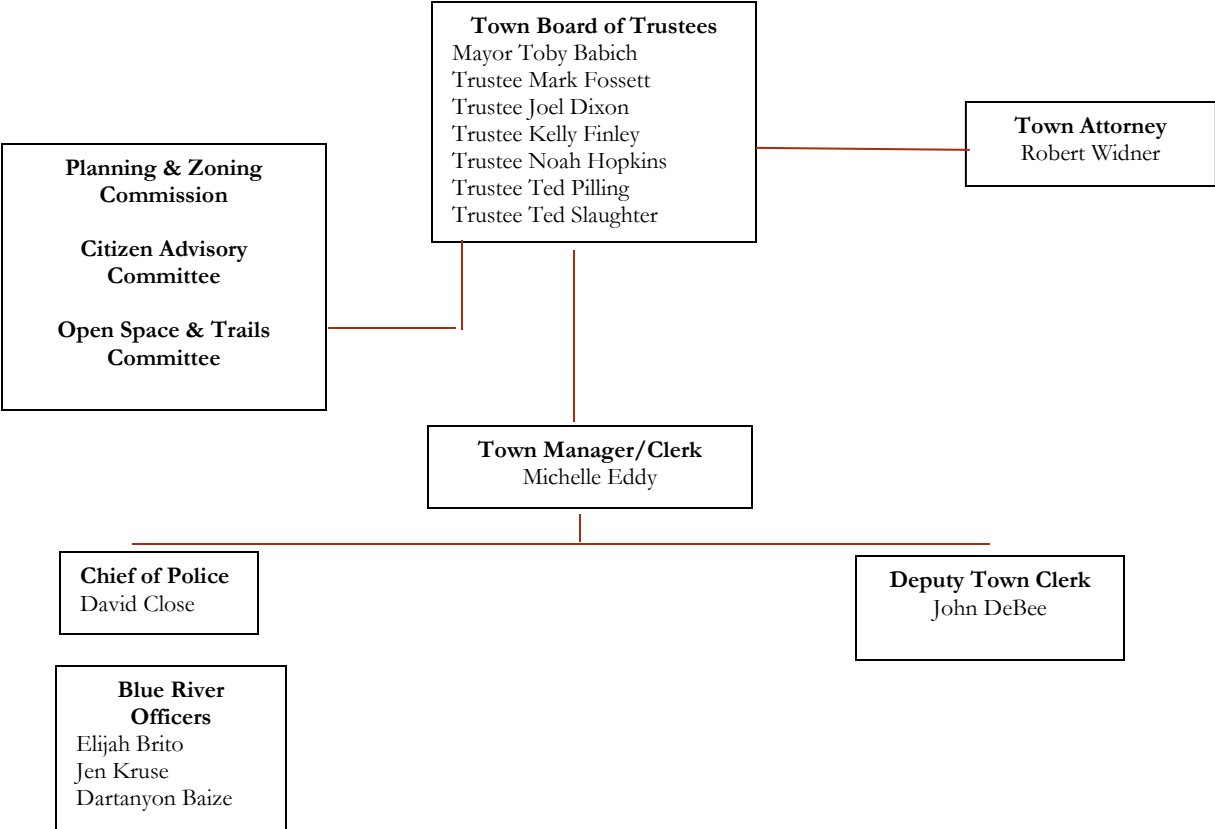 Town Board of Trustees
Mayor Toby Babich
Trustee Mark Fossett
Trustee Joel Dixon
Trustee Kelly Finley
Trustee Noah Hopkins
Trustee Ted Pilling
Trustee Ted Slaughter
Town Attorney
Robert Widner
Planning & Zoning
Commission
Citizen Advisory
Committee
Open Space & Trails
Committee
Town Manager/Clerk
Michelle Eddy
Chief of Police
David Close
Deputy Town Clerk
John DeBee
Blue River
Officers
Elijah Brito
Jen Kruse
Dartanyon Baize